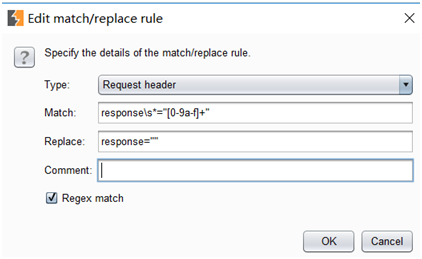 Edit match/replace rule
?
Specify the details of the match/replace rule.
Type: Request header
Match: response\s*="[0-9a-f]+"
Replace: response=""
Comment:
Regex match
OK Cancel